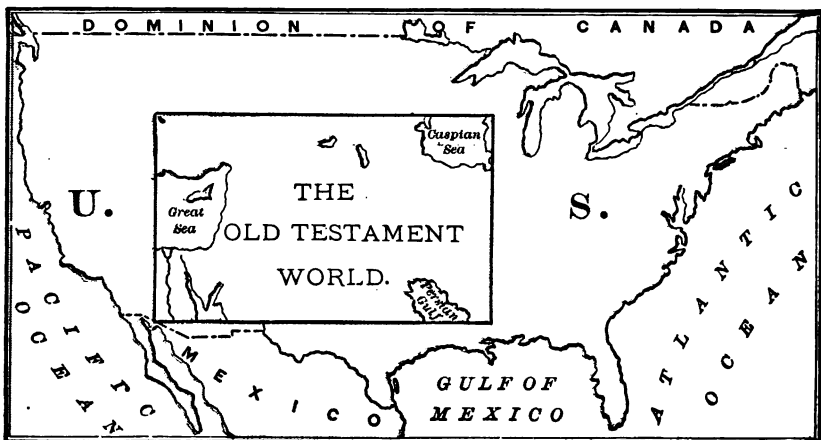 DOMINION OF CANADA
Caspian
Sea
THE
U.
S.
Great
Sea
OLD TESTAMENT
WORLD.
Persian
Gulf
PACIFIC
OCEAN
ATLANTIC
OCEAN
MEXICO
GULF OF
MEXICO